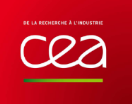 DE LA RECHERCHE À L'INDUSTRIE
cea